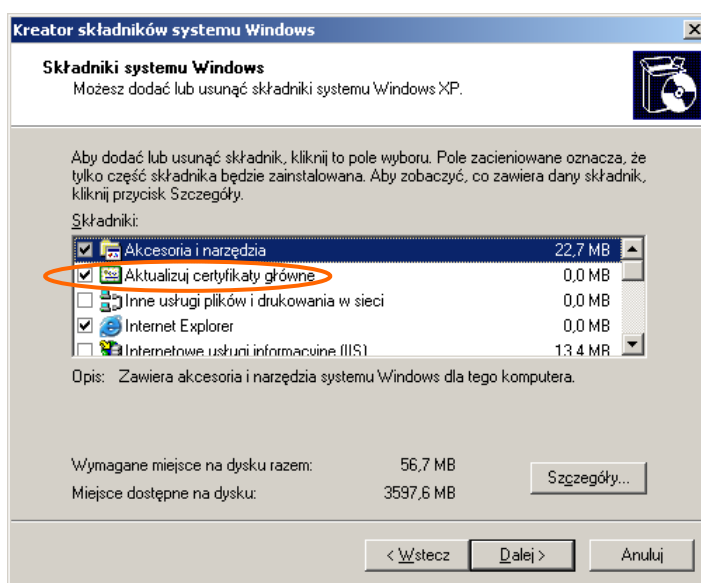 Kreator składników systemu Windows
Składniki systemu Windows
Możesz dodać lub usunąć składniki systemu Windows XP.
Aby dodać lub usunąć składnik, kliknij to pole wyboru. Pole zacieniowane oznacza, że
tylko część składnika będzie zainstalowana. Aby zobaczyć, co zawiera dany składnik,
kliknij przycisk Szczegóły.
Składniki:
Akcesoria i narzędzia 22,7 MB
Aktualizuj certyfikaty główne 0,0 MB
Inne usługi plików i drukowania w sieci 0,0 MB
Internet Explorer 0,0 MB
Internetowe usługi informacyjne (IIS) 13,4 MB
Opis: Zawiera akcesoria i narzędzia systemu Windows dla tego komputera.
Wymagane miejsce na dysku razem: 56,7 MB
Miejsce dostępne na dysku: 3597,6 MB
Szczegóły...
< Wstecz Dalej > Anuluj